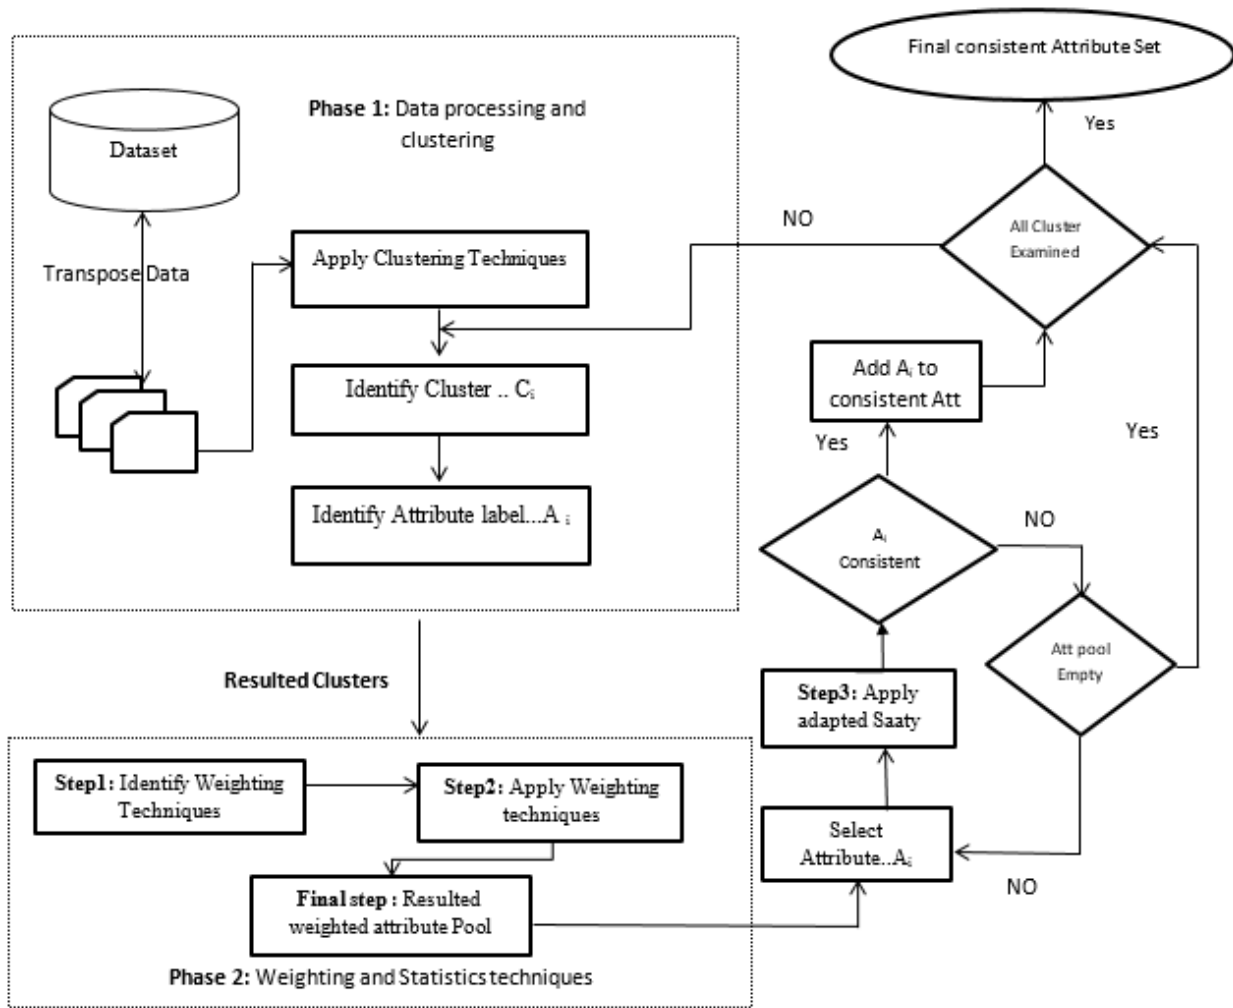 Final consistent Attribute Set
Yes
Phase 1: Data processing and
clustering
Dataset
Transpose Data
Apply Clustering Techniques
Identify Cluster .. Cᵢ
Identify Attribute label...A ᵢ
NO
All Cluster
Examined
Add Aᵢ to
consistent Att
Yes
Yes
Aᵢ
Consistent
NO
Att pool
Empty
Resulted Clusters
Step3: Apply
adapted Saaty
Step1: Identify Weighting
Techniques
Step2: Apply Weighting
techniques
Select
Attribute..Aᵢ
NO
Final step : Resulted
weighted attribute Pool
Phase 2: Weighting and Statistics techniques